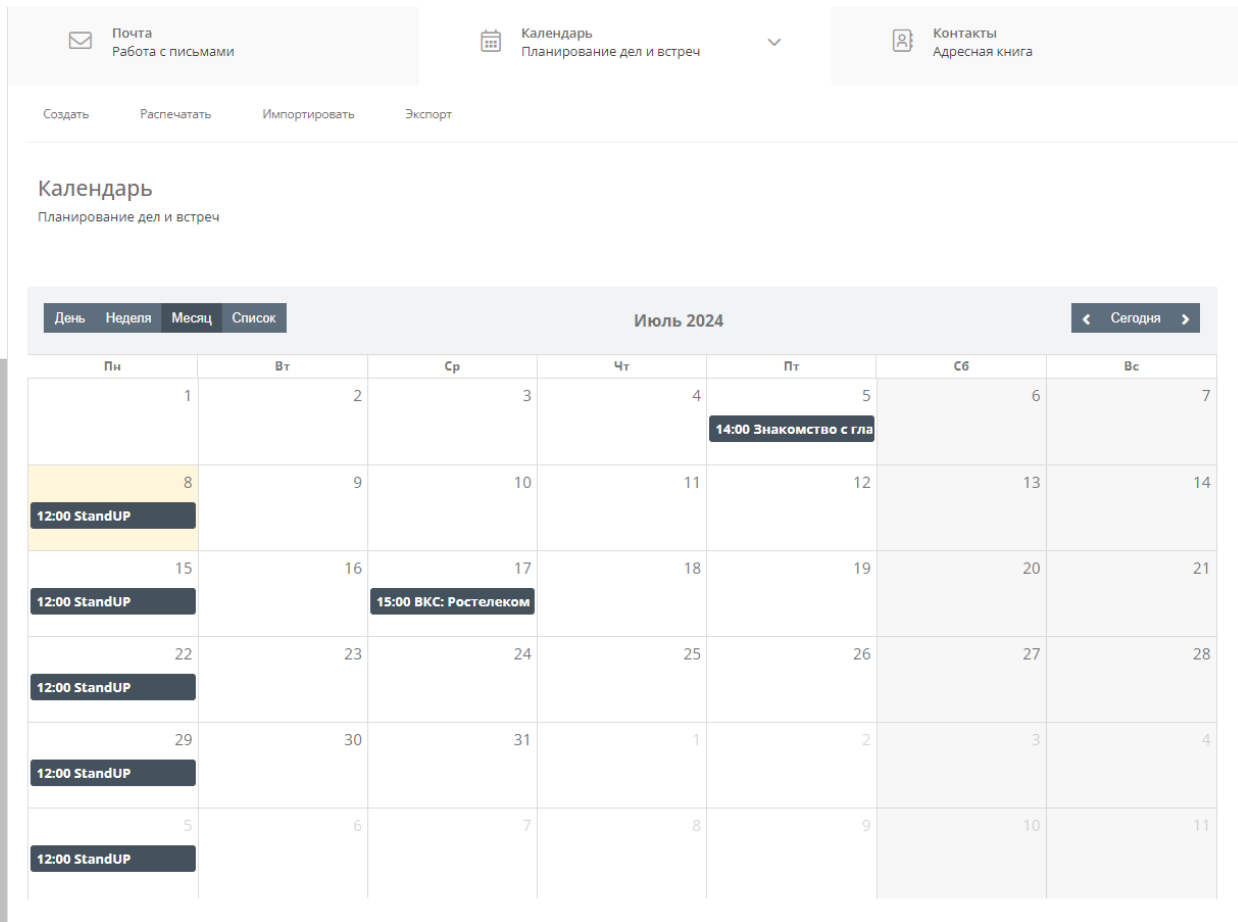 Почта
Работа с письмами
Календарь
Планирование дел и встреч
Контакты
Адресная книга
Создать Распечатать Импортировать Экспорт
Календарь
Планирование дел и встреч
День Неделя Месяц Список
Июль 2024
Сегодня
Пн Вт Ср Чт Пт Сб Вс
1 2 3 4 5 6 7
14:00 Знакомство с гла
8 9 10 11 12 13 14
12:00 StandUP
15 16 17 18 19 20 21
12:00 StandUP 15:00 ВКС: Ростелеком
22 23 24 25 26 27 28
12:00 StandUP
29 30 31 1 2 3 4
12:00 StandUP
5 6 7 8 9 10 11
12:00 StandUP